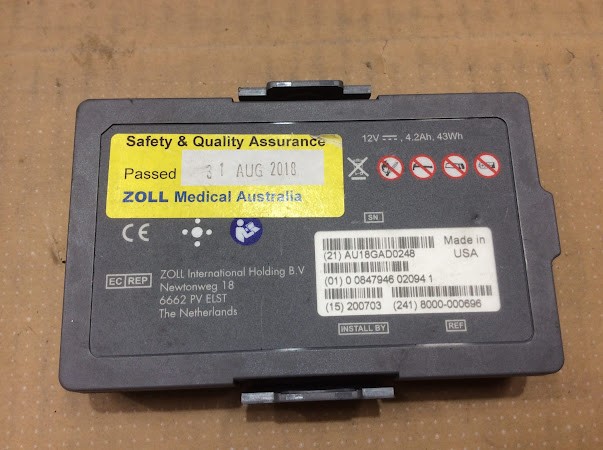 Safety & Quality Assurance
Passed 31 AUG 2018
ZOLL Medical Australia
12V ⎓, 4.2Ah, 43Wh
CE
EC REP
ZOLL International Holding B.V
Newtonweg 18
6662 PV ELST
The Netherlands
SN
(21) AU18GAD0248
Made in
USA
(01) 0 0847946 02094 1
(15) 200703 (241) 8000-000696
INSTALL BY
REF